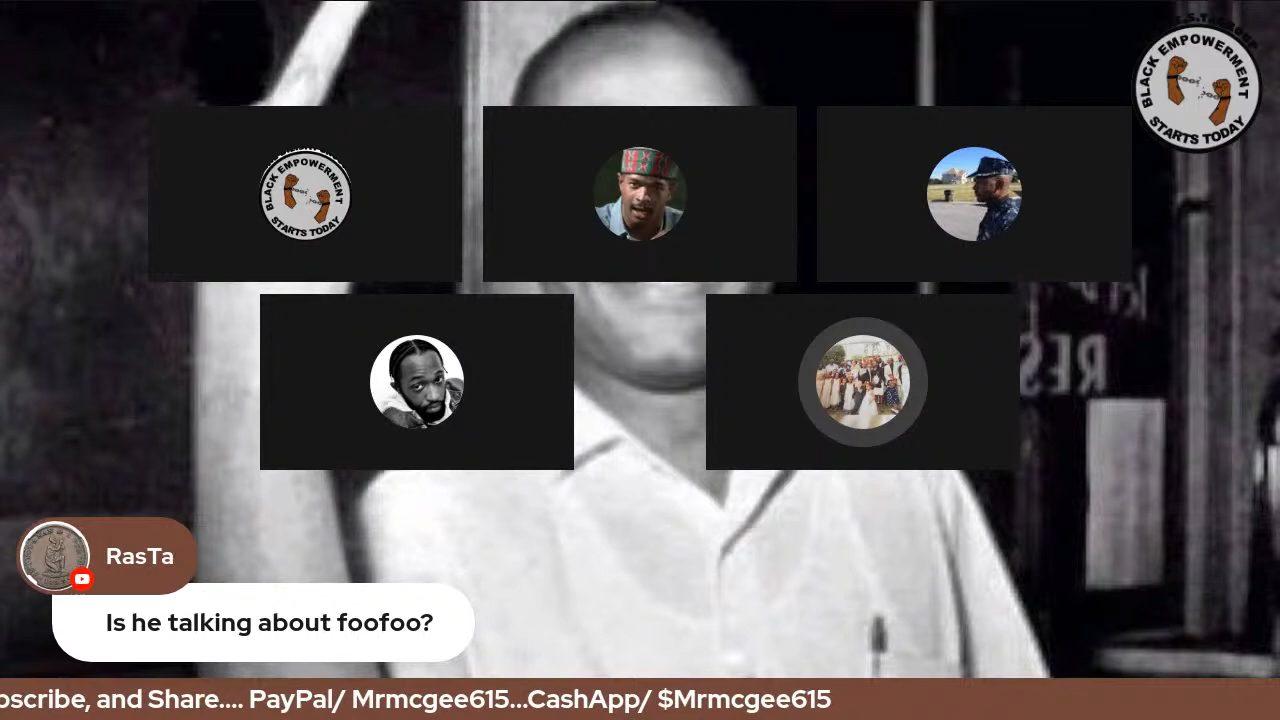 BLACK EMPOWERMENT
STARTS TODAY
BLACK EMPOWERMENT
STARTS TODAY
RES
RasTa
Is he talking about foofoo?
bscribe, and Share.... PayPal/ Mrmcgee615...CashApp/ $Mrmcgee615